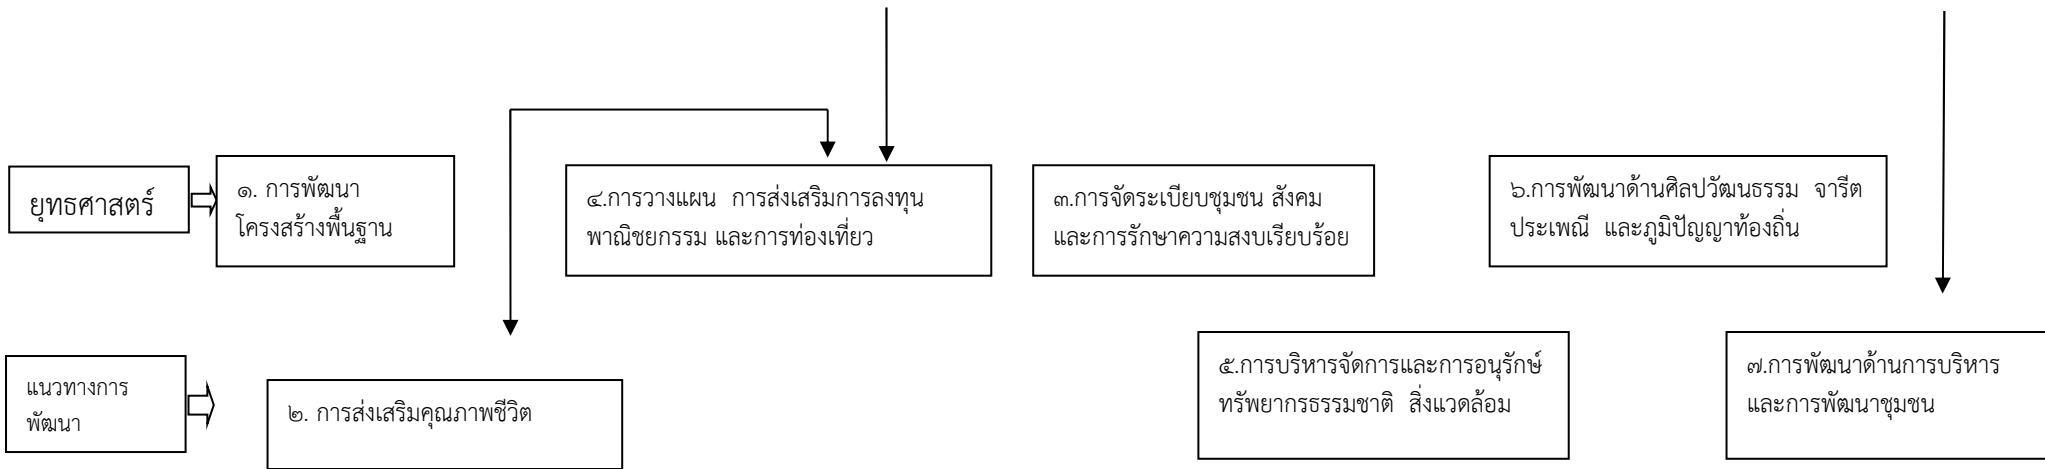 ยุทธศาสตร์
๑. การพัฒนา
โครงสร้างพื้นฐาน
๔.การวางแผน การส่งเสริมการลงทุน
พาณิชยกรรม และการท่องเที่ยว
๓.การจัดระเบียบชุมชน สังคม
และการรักษาความสงบเรียบร้อย
๖.การพัฒนาด้านศิลปวัฒนธรรม จารีต
ประเพณี และภูมิปัญญาท้องถิ่น
แนวทางการ
พัฒนา
๒. การส่งเสริมคุณภาพชีวิต
๕.การบริหารจัดการและการอนุรักษ์
ทรัพยากรธรรมชาติ สิ่งแวดล้อม
๗.การพัฒนาด้านการบริหาร
และการพัฒนาชุมชน